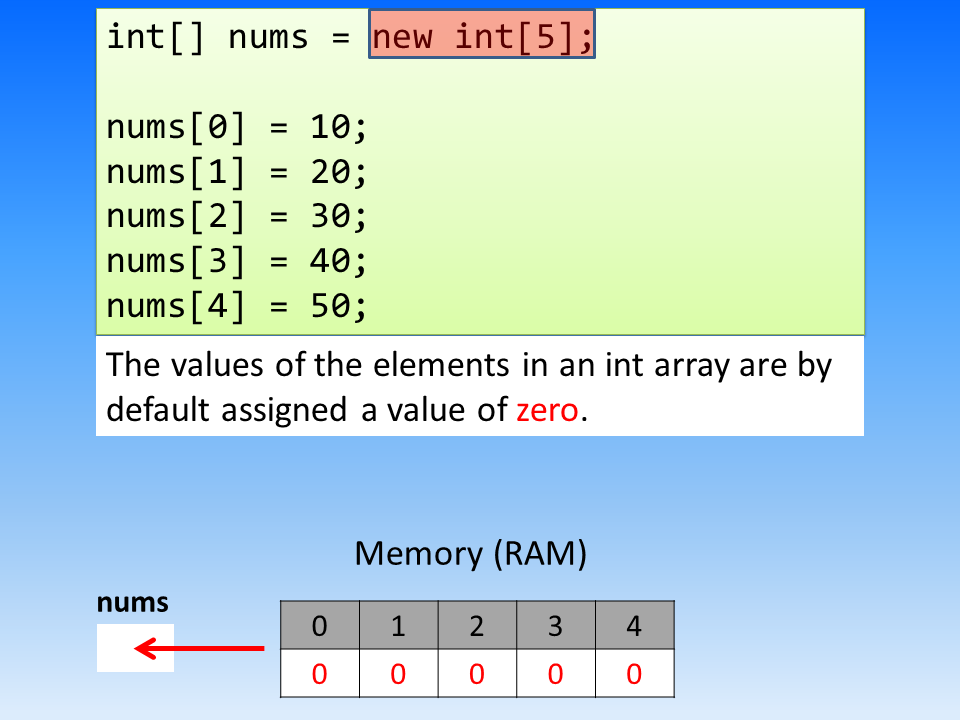 int[] nums = new int[5];
nums[0] = 10;
nums[1] = 20;
nums[2] = 30;
nums[3] = 40;
nums[4] = 50;
The values of the elements in an int array are by
default assigned a value of zero.
Memory (RAM)
nums
0 1 2 3 4
0 0 0 0 0